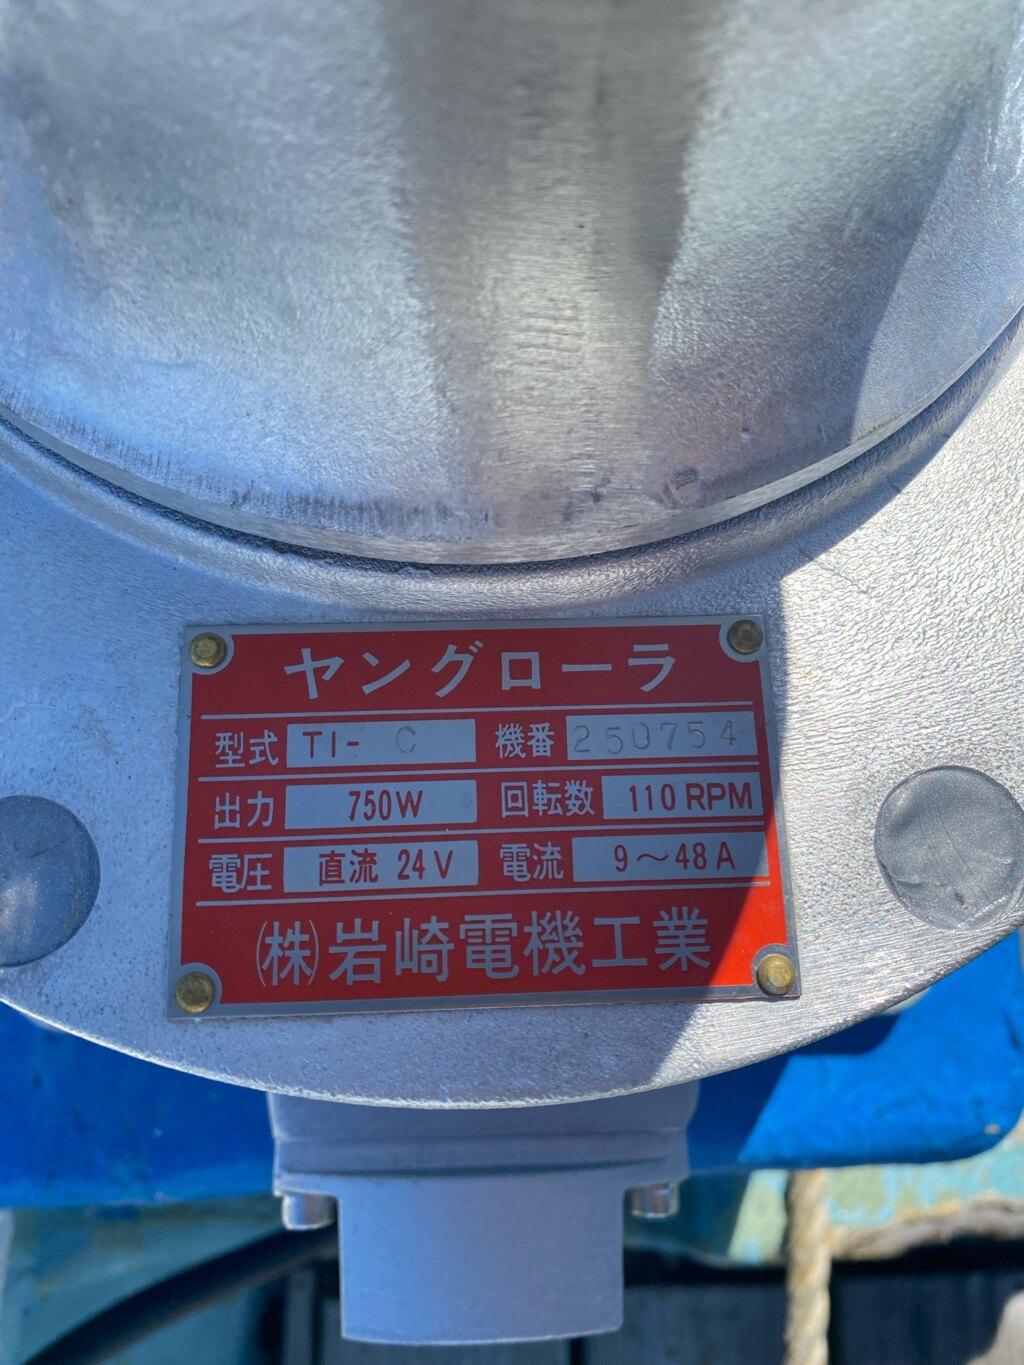 ヤングローラ
型式 TI- C 機番 250754
出力 750W 回転数 110 RPM
電圧 直流 24V 電流 9～48A
(株)岩崎電機工業